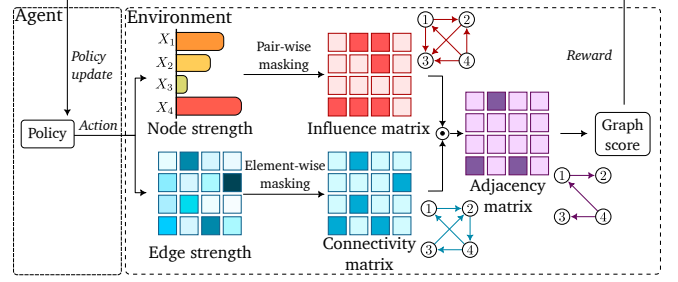 Agent
Environment
Policy
update
Reward
X₁
X₂
X₃
X₄
Pair-wise
masking
1
2
3
4
Policy
Action
Node strength
Influence matrix
Graph
score
Element-wise
masking
Adjacency
matrix
1
2
3
4
1
2
3
4
Edge strength
Connectivity
matrix